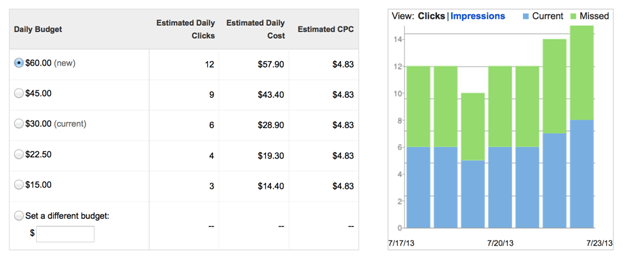 Daily Budget Estimated Daily Clicks Estimated Daily Cost Estimated CPC
$60.00 (new) 12 $57.90 $4.83
$45.00 9 $43.40 $4.83
$30.00 (current) 6 $28.90 $4.83
$22.50 4 $19.30 $4.83
$15.00 3 $14.40 $4.83
Set a different budget:
$ -- -- --
View: Clicks | Impressions Current Missed
14
12
10
8
6
4
2
0
7/17/13 7/20/13 7/23/13